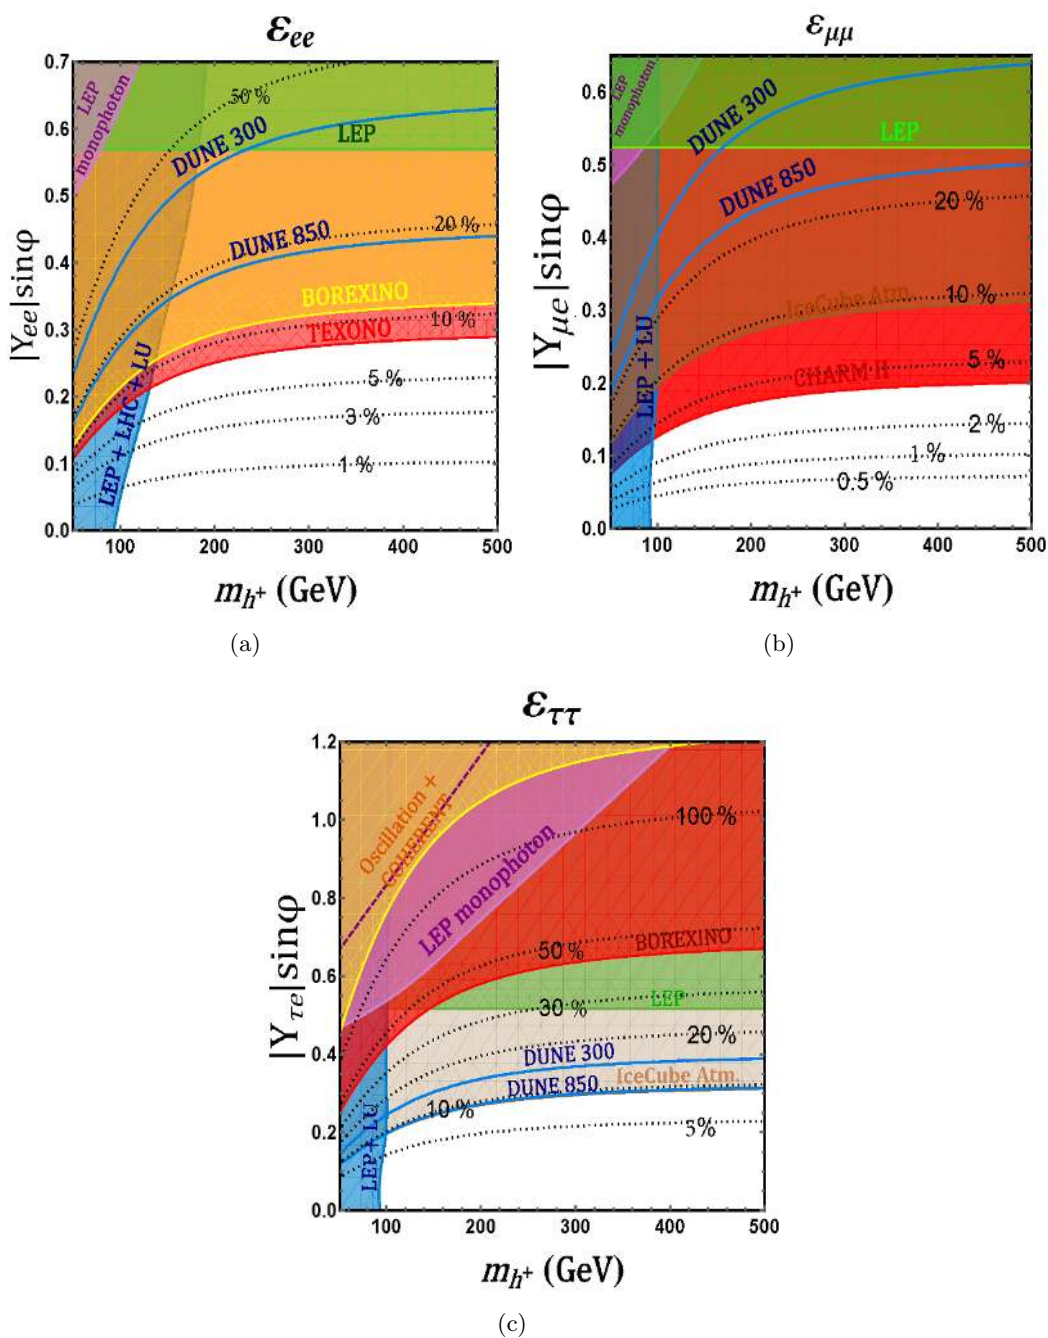 εee
|Yee|sinφ
0.7
0.6
0.5
0.4
0.3
0.2
0.1
0.0
LEP
monophoton
50 %
DUNE 300
LEP
DUNE 850
20 %
BOREXINO
10 %
TEXONO
5 %
3 %
1 %
LEP + LHC + LU
100 200 300 400 500
mh+ (GeV)
(a)
εμμ
|Yμe|sinφ
0.6
0.5
0.4
0.3
0.2
0.1
0.0
LEP
monophoton
DUNE 300
LEP
DUNE 850
20 %
IceCube Atm.
10 %
LEP + LU
CHARM II
5 %
2 %
1 %
0.5 %
100 200 300 400 500
mh+ (GeV)
(b)
εττ
|Yτe|sinφ
1.2
1.0
0.8
0.6
0.4
0.2
0.0
Oscillation +
COHERENT
LEP monophoton
100 %
BOREXINO
50 %
LEP
30 %
20 %
DUNE 300
IceCube Atm.
DUNE 850
10 %
5%
LEP+ LU
100 200 300 400 500
mh+ (GeV)
(c)